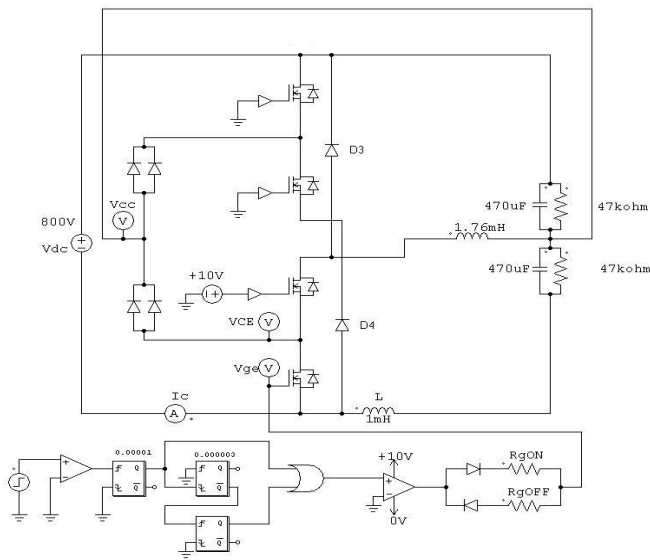 D3
Vcc
V
470uF
47kohm
800V
Vdc
1.76mH
470uF
47kohm
+10V
VCE
V
D4
Vge
V
Ic
A
L
1mH
0.00001
0.000003
Q
Q
Q
Q
Q
Q
+10V
0V
RgON
RgOFF